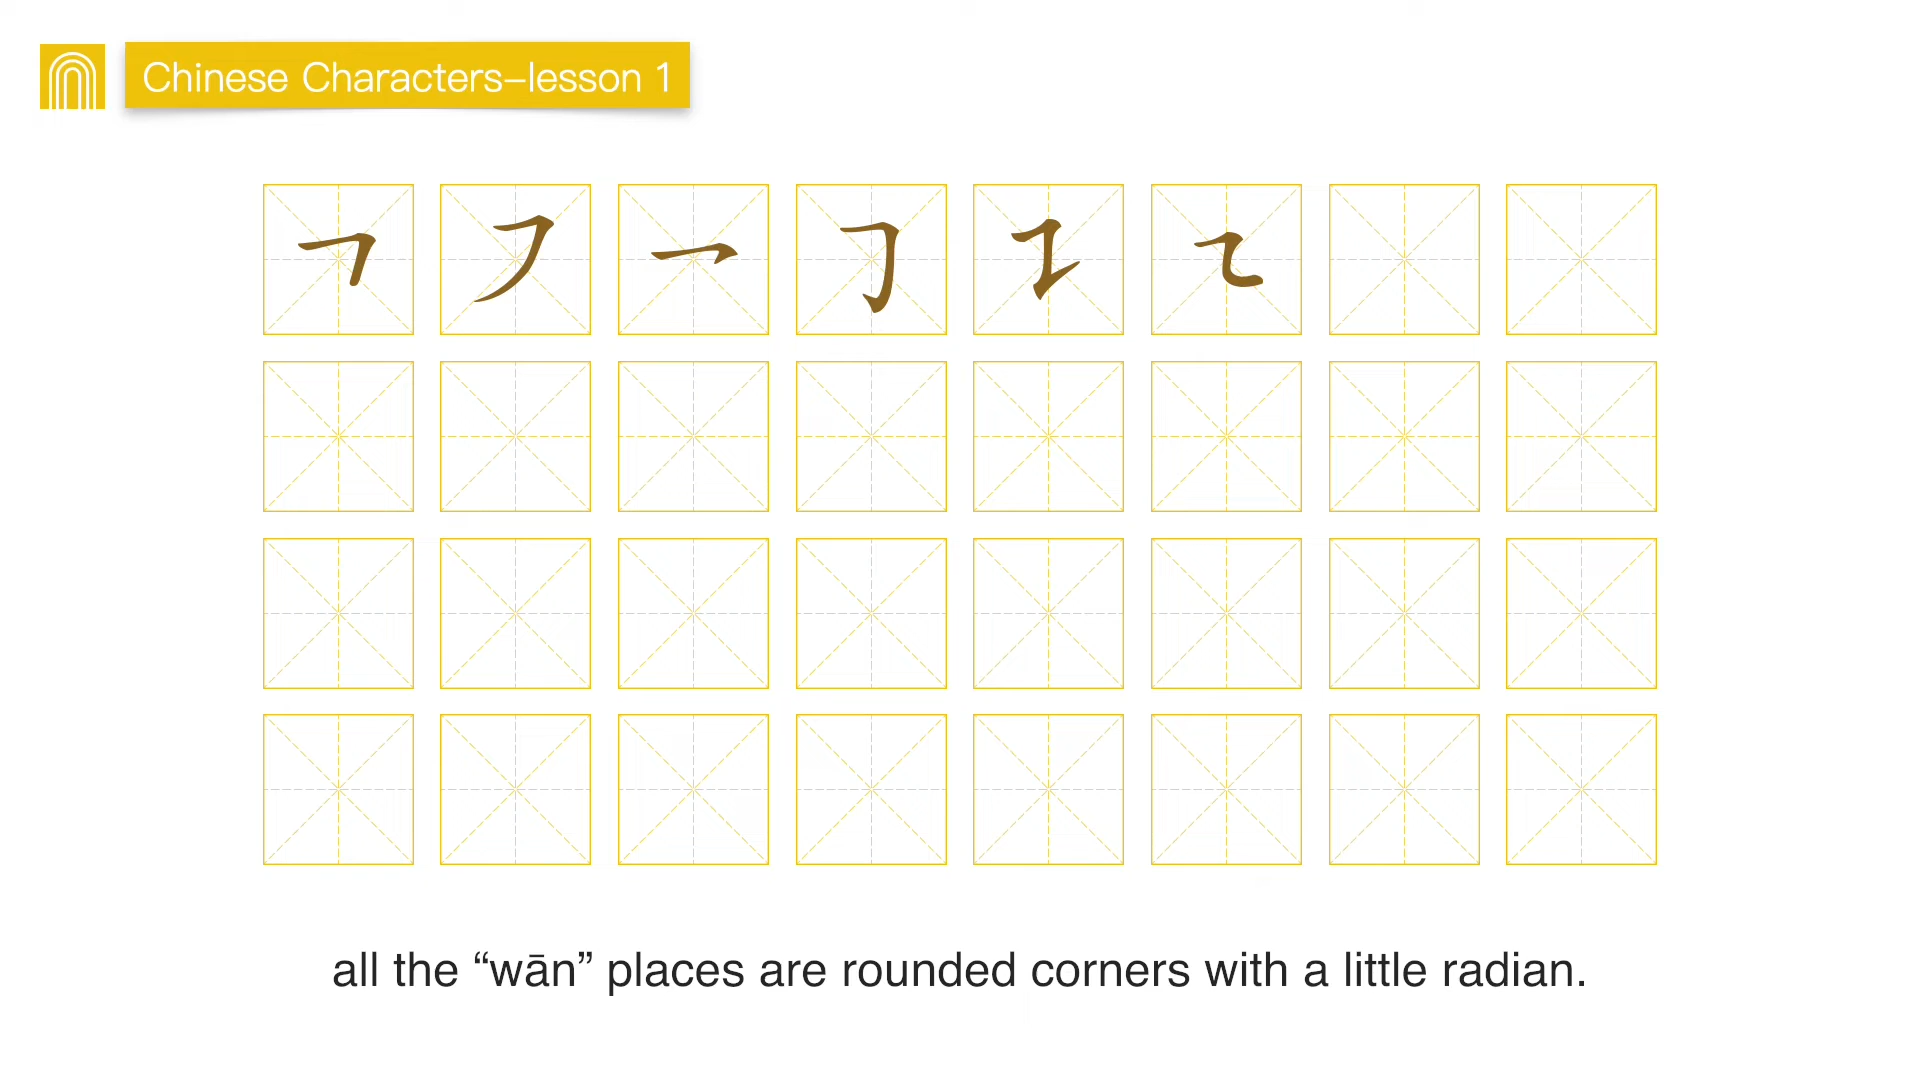 Chinese Characters–lesson 1
㇕ ㇇ ㇖ ㇆ ㇊ ㇍
all the “wān” places are rounded corners with a little radian.